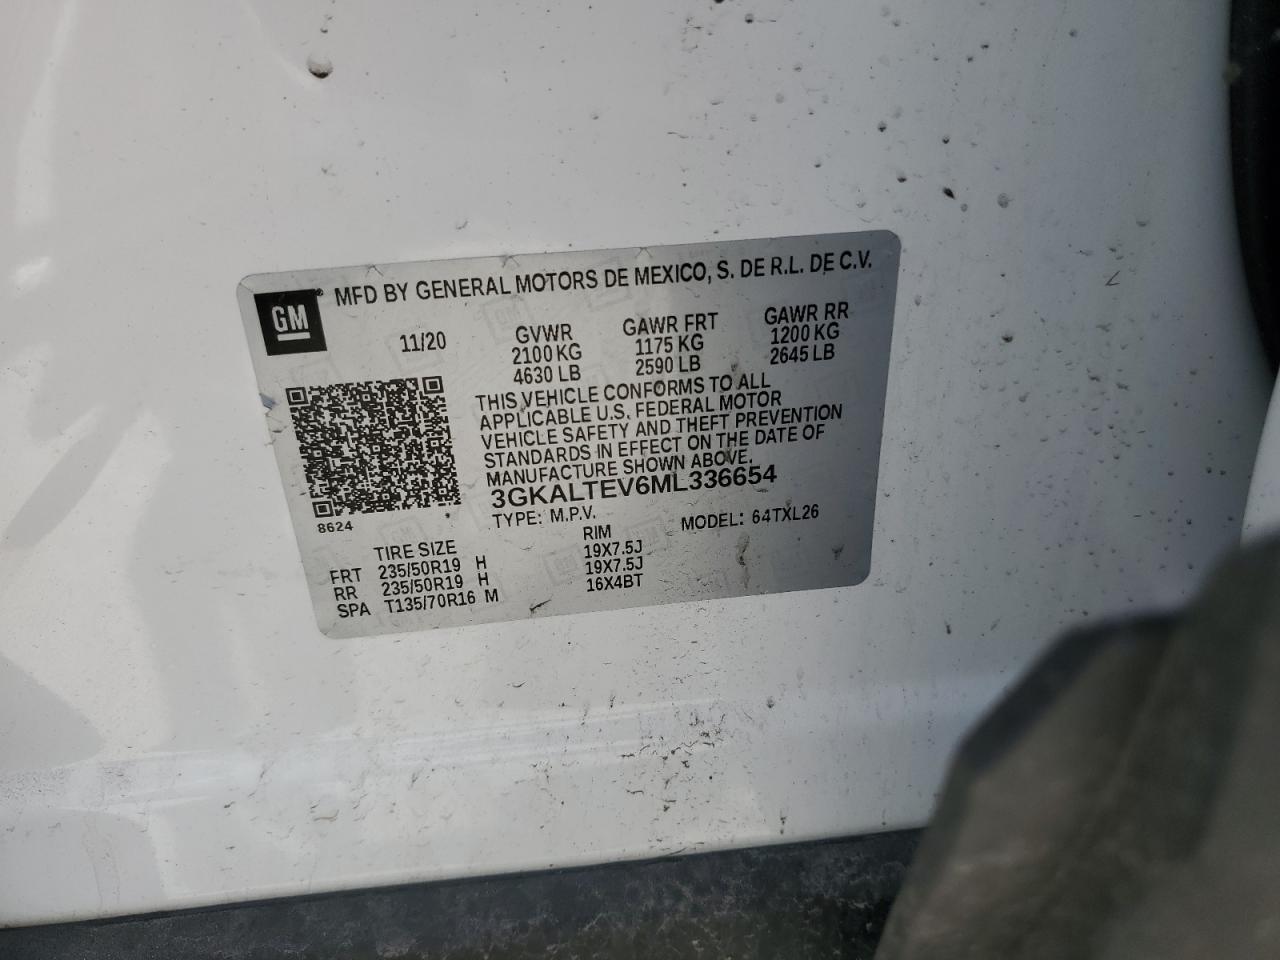 MFD BY GENERAL MOTORS DE MEXICO, S. DE R.L. DE C.V.
GM®
11/20
GVWR GAWR FRT GAWR RR
2100 KG 1175 KG 1200 KG
4630 LB 2590 LB 2645 LB
THIS VEHICLE CONFORMS TO ALL
APPLICABLE U.S. FEDERAL MOTOR
VEHICLE SAFETY AND THEFT PREVENTION
STANDARDS IN EFFECT ON THE DATE OF
MANUFACTURE SHOWN ABOVE.
3GKALTEV6ML336654
TYPE: M.P.V. MODEL: 64TXL26
8624
TIRE SIZE RIM
FRT 235/50R19 H 19X7.5J
RR 235/50R19 H 19X7.5J
SPA T135/70R16 M 16X4BT